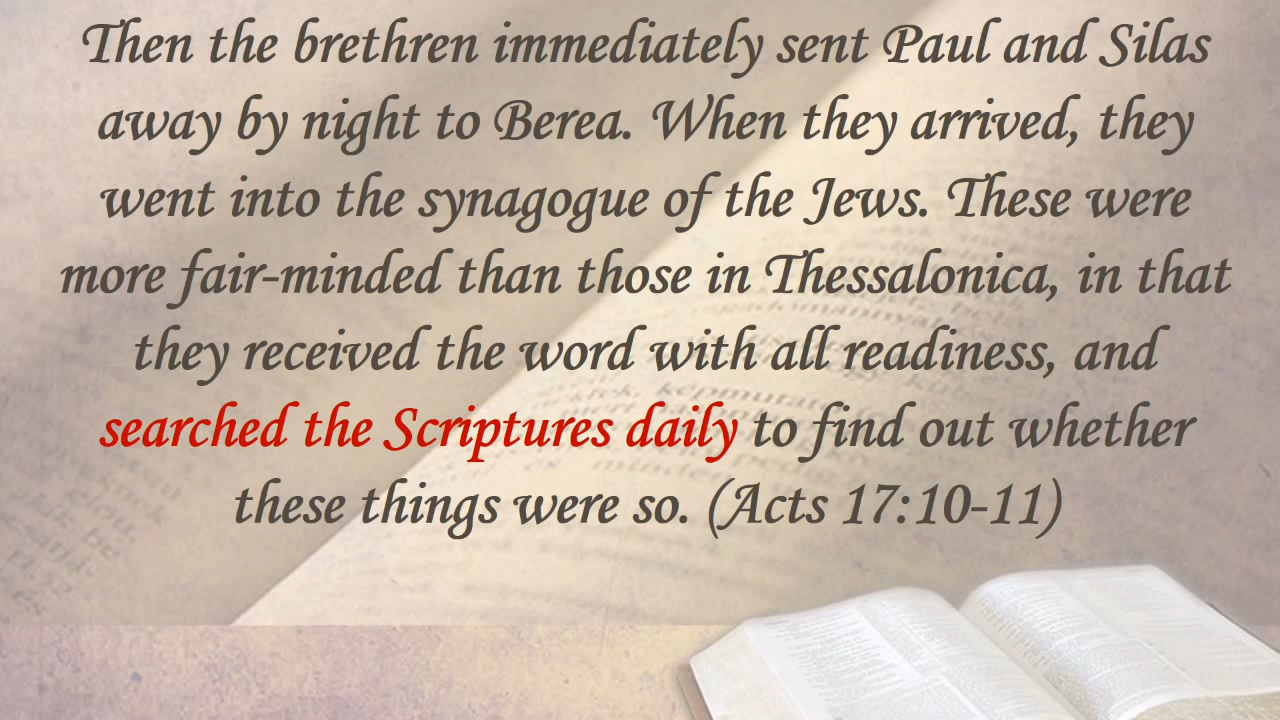 Then the brethren immediately sent Paul and Silas
away by night to Berea. When they arrived, they
went into the synagogue of the Jews. These were
more fair-minded than those in Thessalonica, in that
they received the word with all readiness, and
searched the Scriptures daily to find out whether
these things were so. (Acts 17:10-11)